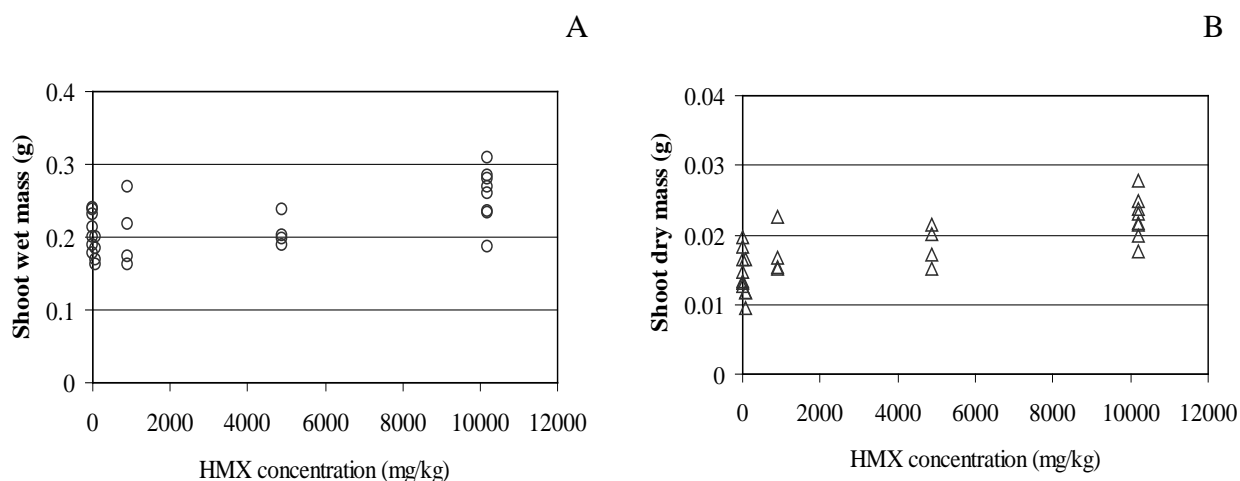 A
Shoot wet mass (g)
0.4
0.3
0.2
0.1
0
0 2000 4000 6000 8000 10000 12000
HMX concentration (mg/kg)
B
Shoot dry mass (g)
0.04
0.03
0.02
0.01
0
0 2000 4000 6000 8000 10000 12000
HMX concentration (mg/kg)